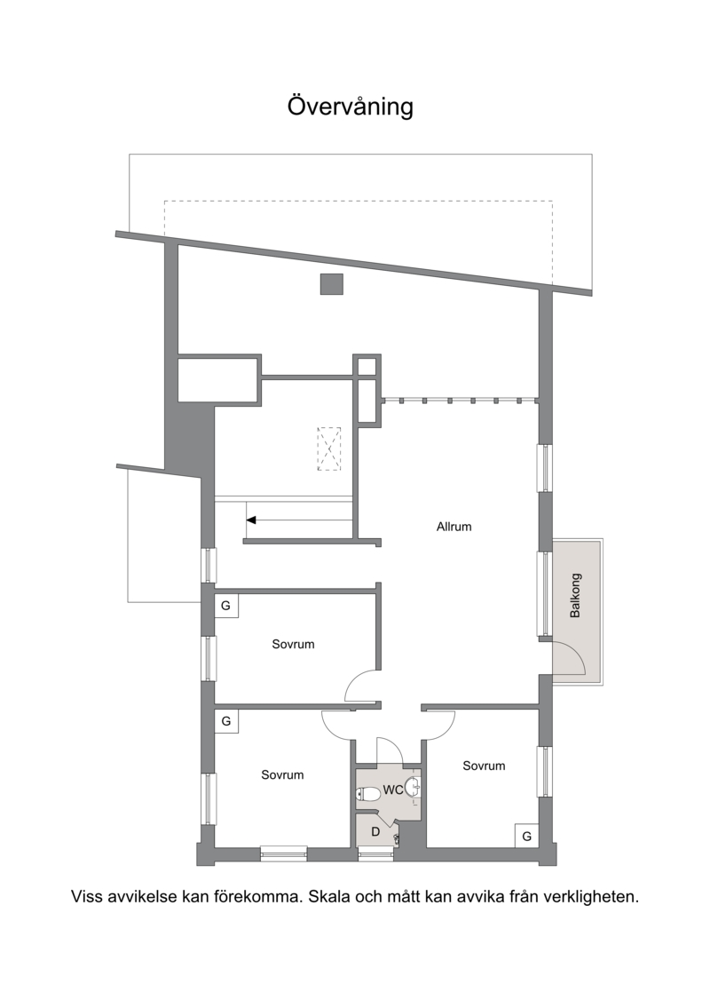 Övervåning
Allrum
Balkong
G
Sovrum
G
Sovrum
Sovrum
WC
D
G
Viss avvikelse kan förekomma. Skala och mått kan avvika från verkligheten.